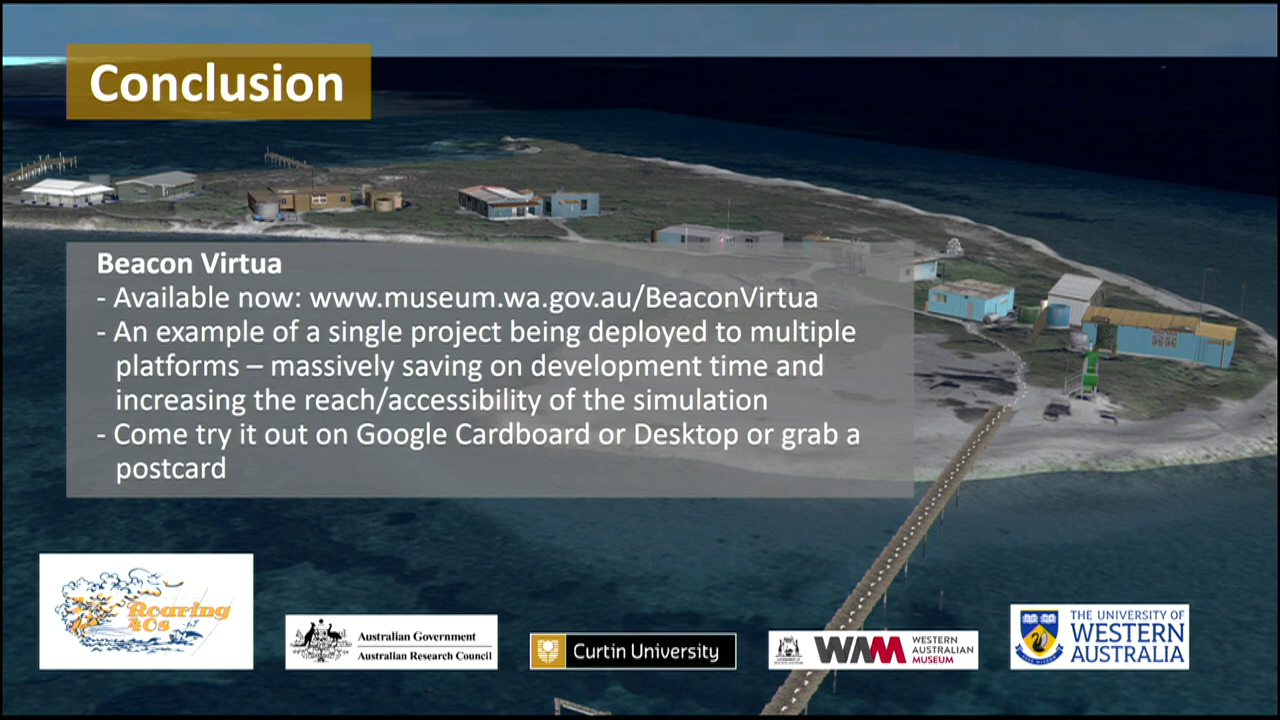 Conclusion
Beacon Virtua
- Available now: www.museum.wa.gov.au/BeaconVirtua
- An example of a single project being deployed to multiple
platforms – massively saving on development time and
increasing the reach/accessibility of the simulation
- Come try it out on Google Cardboard or Desktop or grab a
postcard
Roaring
40s
Australian Government
Australian Research Council
Curtin University
WAM
WESTERN
AUSTRALIAN
MUSEUM
THE UNIVERSITY OF
WESTERN
AUSTRALIA